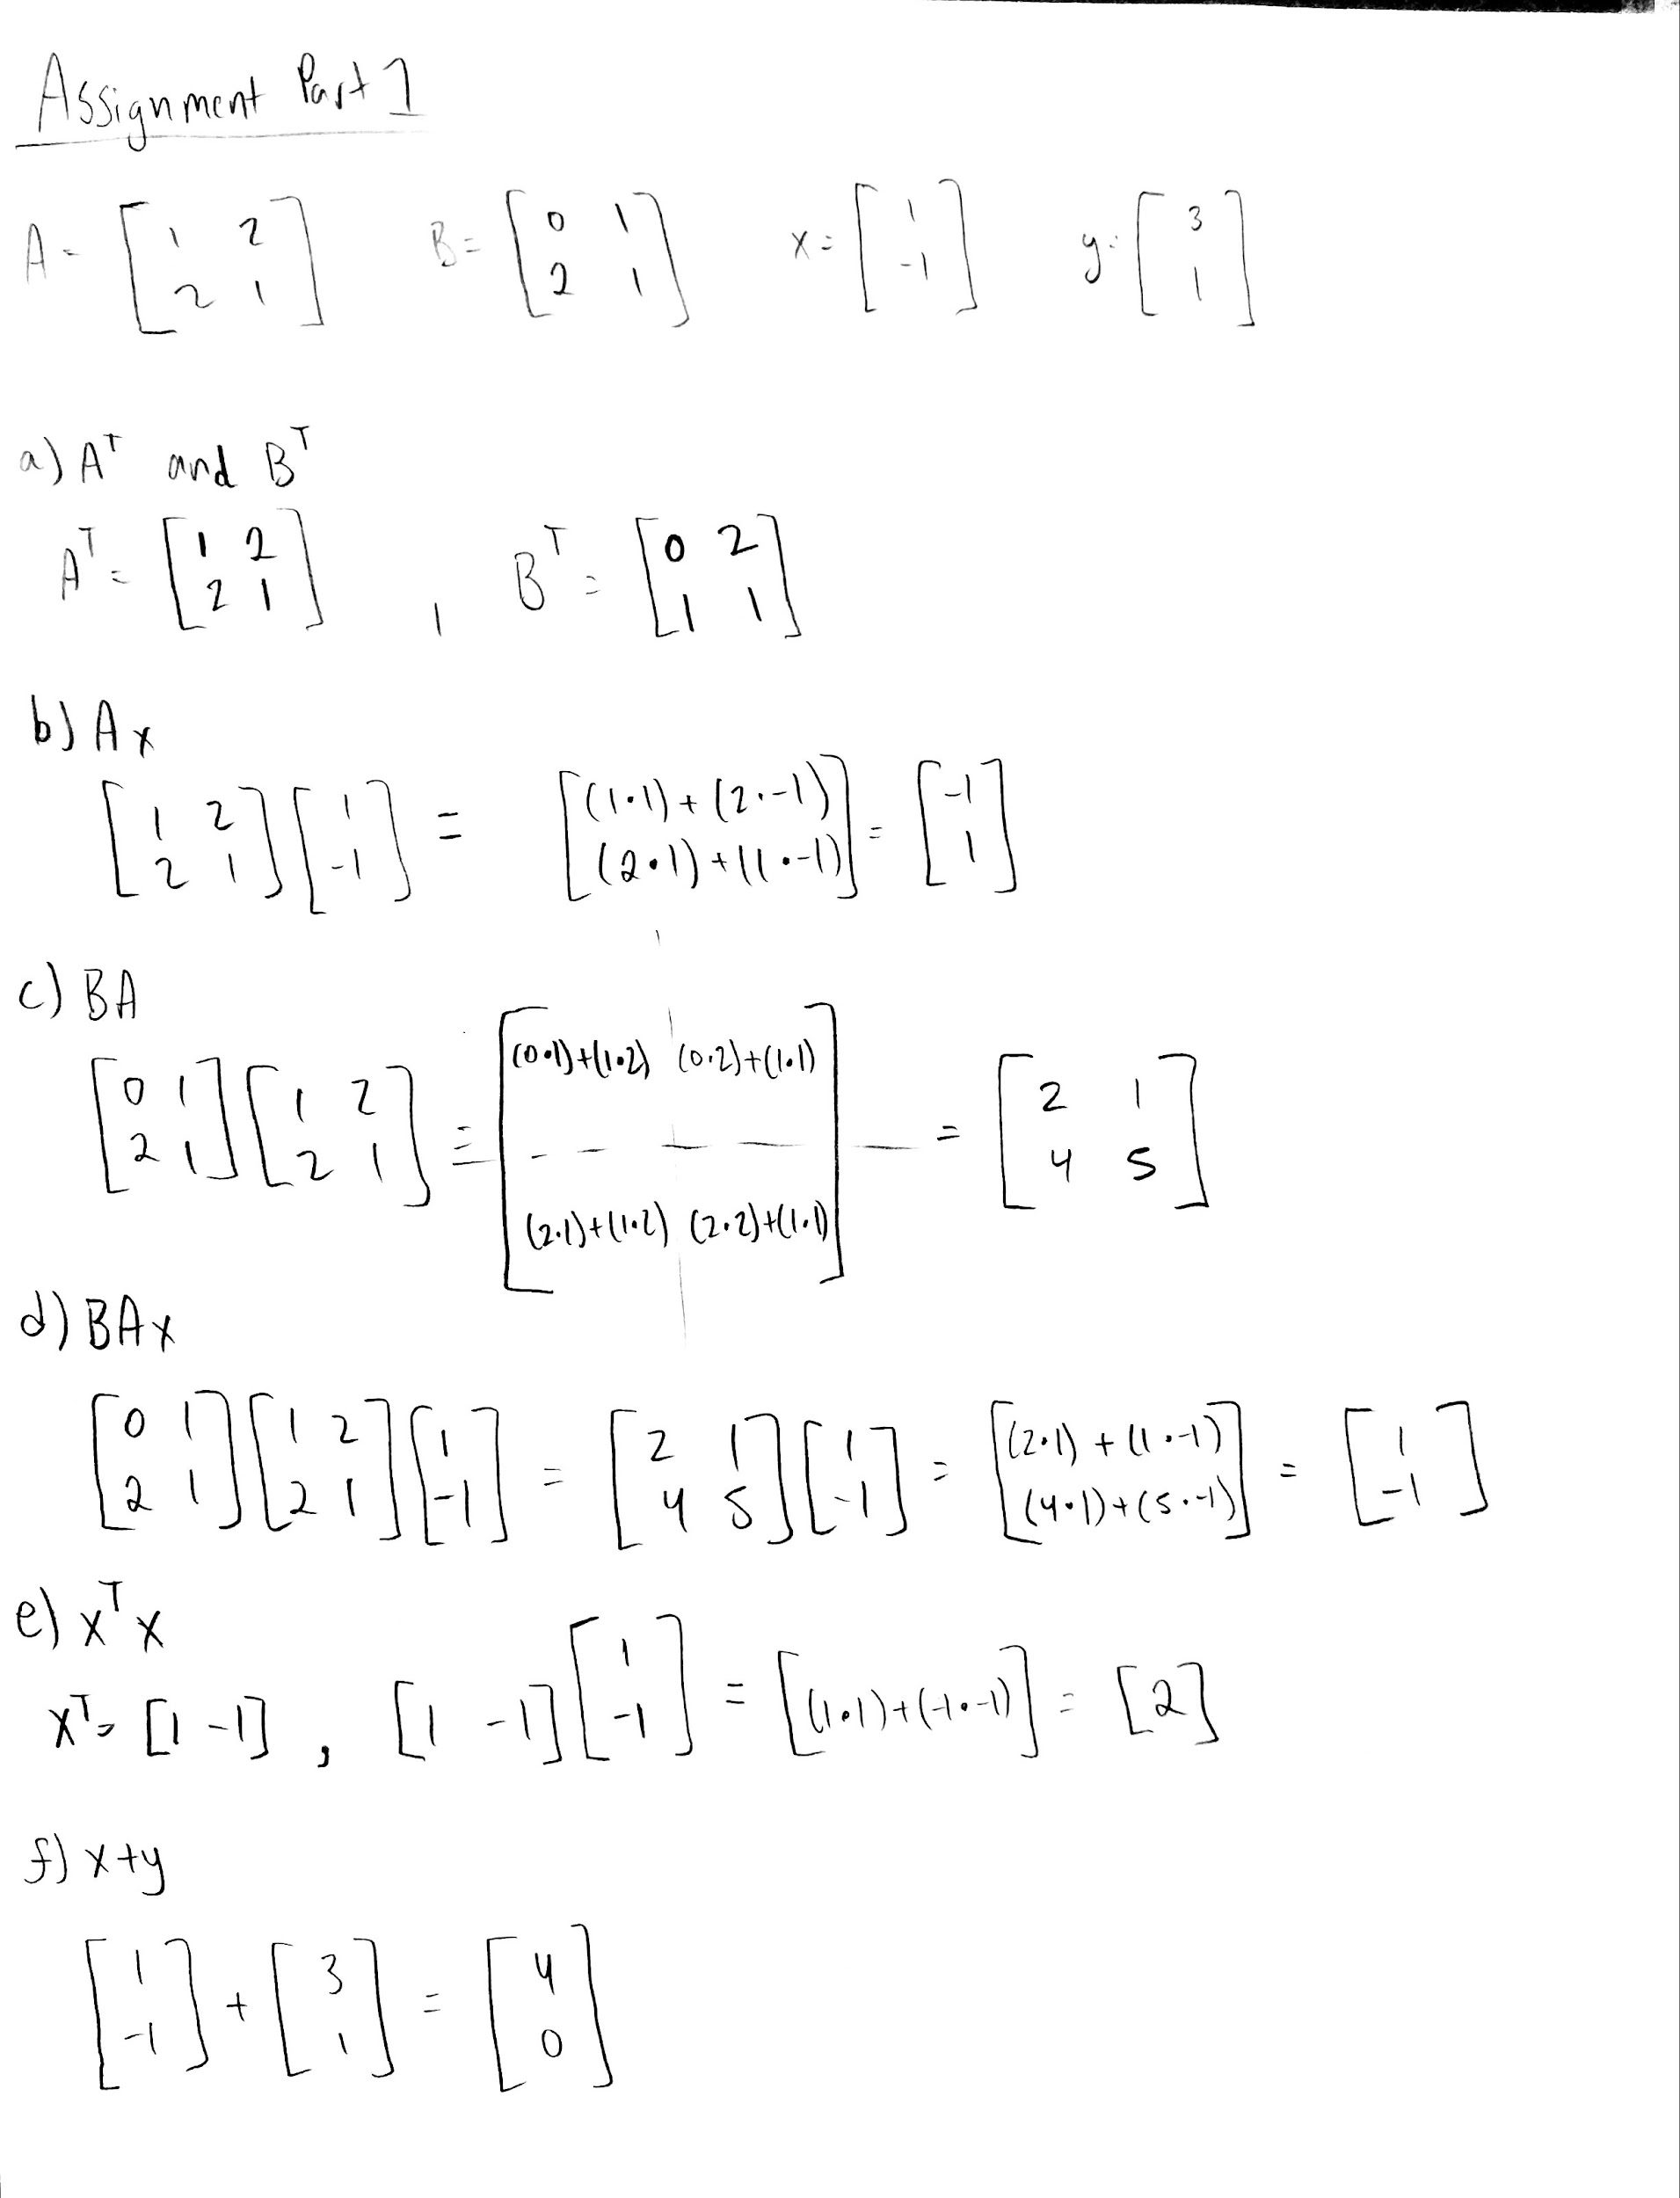 Assignment Part 1
A = [1 2; 2 1] B = [0 1; 2 1] x = [1; -1] y = [3; 1]
a) Aᵀ and Bᵀ
Aᵀ = [1 2; 2 1] , Bᵀ = [0 2; 1 1]
b) Ax
[1 2; 2 1][1; -1] = [(1·1)+(2·-1); (2·1)+(1·-1)] = [-1; 1]
c) BA
[0 1; 2 1][1 2; 2 1] = [(0·1)+(1·2) (0·2)+(1·1); (2·1)+(1·2) (2·2)+(1·1)] = [2 1; 4 5]
d) BAx
[0 1; 2 1][1 2; 2 1][1; -1] = [2 1; 4 5][1; -1] = [(2·1)+(1·-1); (4·1)+(5·-1)] = [1; -1]
e) xᵀx
xᵀ = [1 -1] , [1 -1][1; -1] = [(1·1)+(-1·-1)] = [2]
f) x+y
[1; -1] + [3; 1] = [4; 0]